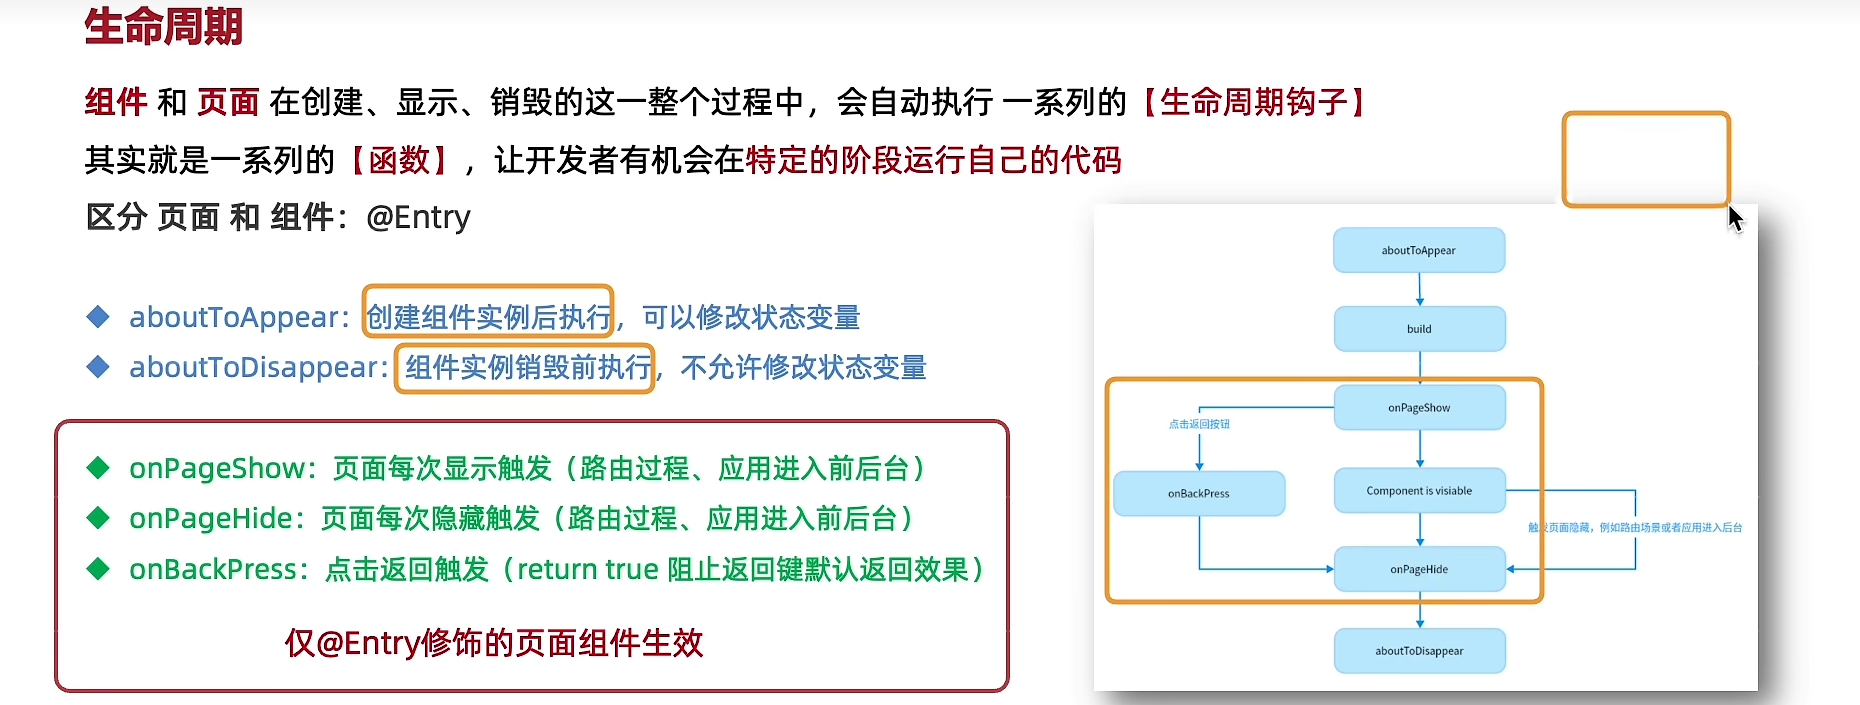 生命周期
组件 和 页面 在创建、显示、销毁的这一整个过程中，会自动执行 一系列的【生命周期钩子】
其实就是一系列的【函数】，让开发者有机会在特定的阶段运行自己的代码
区分 页面 和 组件：@Entry
aboutToAppear：创建组件实例后执行，可以修改状态变量
aboutToDisappear：组件实例销毁前执行，不允许修改状态变量
onPageShow：页面每次显示触发（路由过程、应用进入前后台）
onPageHide：页面每次隐藏触发（路由过程、应用进入前后台）
onBackPress：点击返回触发（return true 阻止返回键默认返回效果）
仅@Entry修饰的页面组件生效
aboutToAppear
build
onPageShow
点击返回按钮
onBackPress
Component is visiable
触发页面隐藏，例如路由场景或者应用进入后台
onPageHide
aboutToDisappear